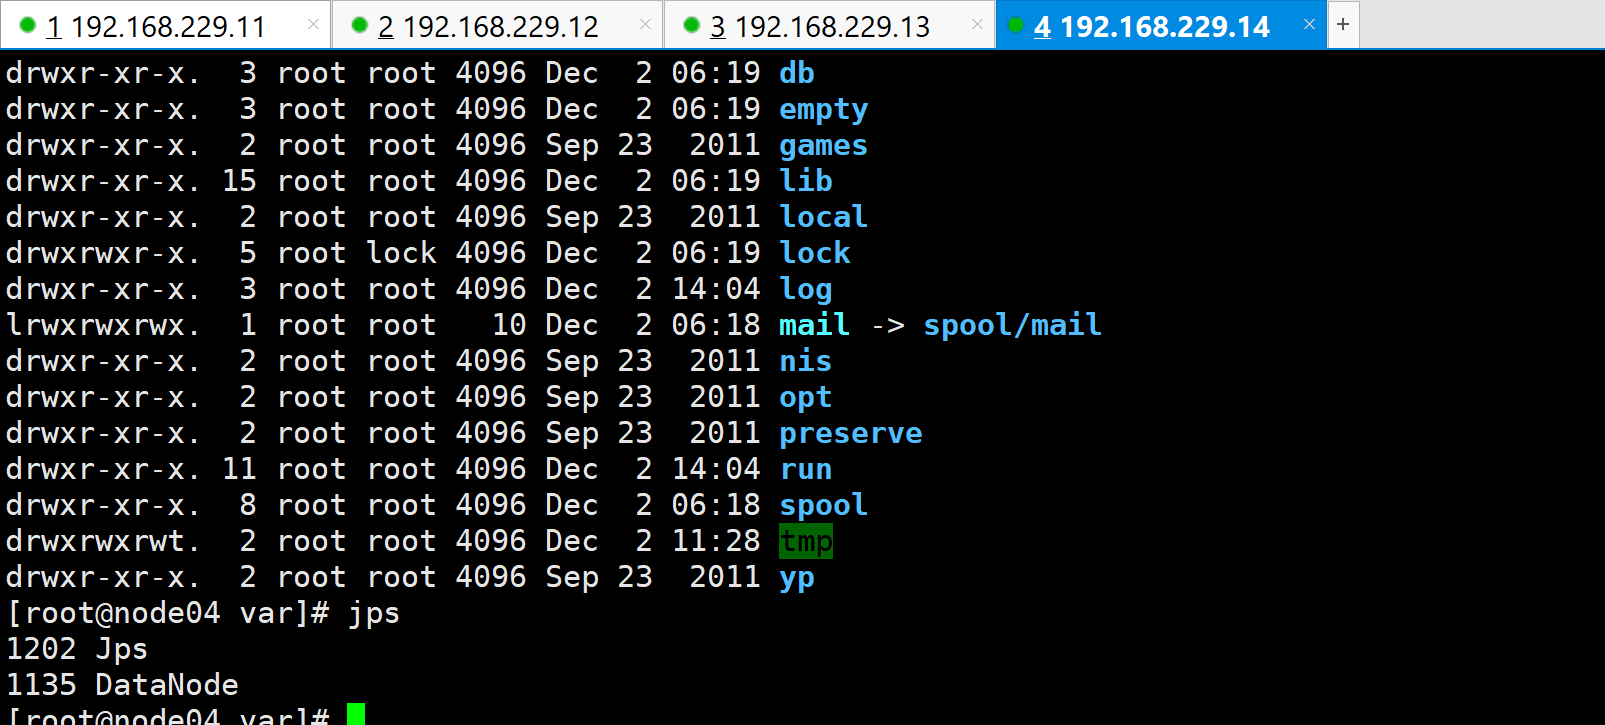 1 192.168.229.11 × 2 192.168.229.12 × 3 192.168.229.13 × 4 192.168.229.14 × +
drwxr-xr-x.  3 root root 4096 Dec  2 06:19 db
drwxr-xr-x.  3 root root 4096 Dec  2 06:19 empty
drwxr-xr-x.  2 root root 4096 Sep 23  2011 games
drwxr-xr-x. 15 root root 4096 Dec  2 06:19 lib
drwxr-xr-x.  2 root root 4096 Sep 23  2011 local
drwxrwxr-x.  5 root lock 4096 Dec  2 06:19 lock
drwxr-xr-x.  3 root root 4096 Dec  2 14:04 log
lrwxrwxrwx.  1 root root   10 Dec  2 06:18 mail -> spool/mail
drwxr-xr-x.  2 root root 4096 Sep 23  2011 nis
drwxr-xr-x.  2 root root 4096 Sep 23  2011 opt
drwxr-xr-x.  2 root root 4096 Sep 23  2011 preserve
drwxr-xr-x. 11 root root 4096 Dec  2 14:04 run
drwxr-xr-x.  8 root root 4096 Dec  2 06:18 spool
drwxrwxrwt.  2 root root 4096 Dec  2 11:28 tmp
drwxr-xr-x.  2 root root 4096 Sep 23  2011 yp
[root@node04 var]# jps
1202 Jps
1135 DataNode
[root@node04 var]#